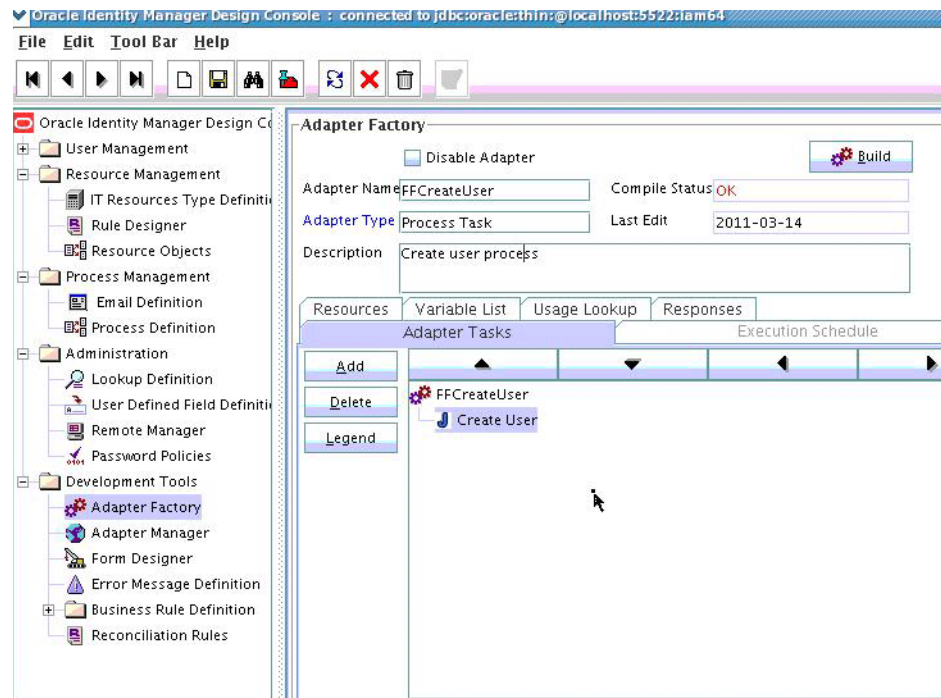 Oracle Identity Manager Design Console : connected to jdbc:oracle:thin:@localhost:5522:iam64
File Edit Tool Bar Help
Oracle Identity Manager Design Co
User Management
Resource Management
IT Resources Type Definiti
Rule Designer
Resource Objects
Process Management
Email Definition
Process Definition
Administration
Lookup Definition
User Defined Field Definiti
Remote Manager
Password Policies
Development Tools
Adapter Factory
Adapter Manager
Form Designer
Error Message Definition
Business Rule Definition
Reconciliation Rules
Adapter Factory
Disable Adapter
Build
Adapter Name FFCreateUser Compile Status OK
Adapter Type Process Task Last Edit 2011-03-14
Description Create user process
Resources Variable List Usage Lookup Responses
Adapter Tasks Execution Schedule
Add
Delete
Legend
FFCreateUser
Create User